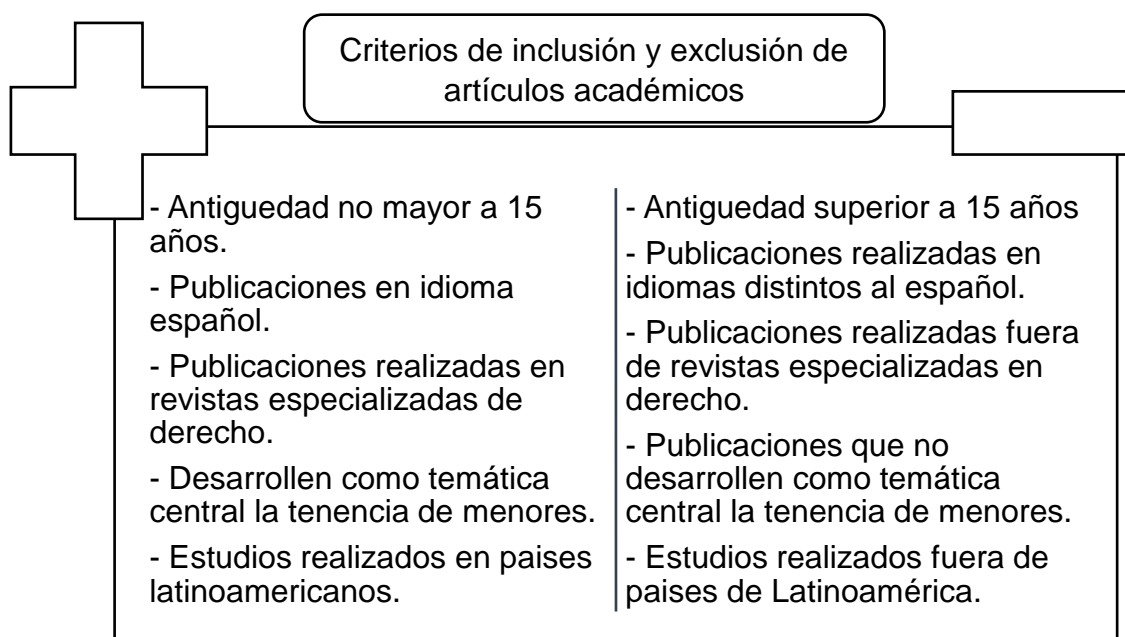 Criterios de inclusión y exclusión de
artículos académicos
- Antiguedad no mayor a 15
años.
- Publicaciones en idioma
español.
- Publicaciones realizadas en
revistas especializadas de
derecho.
- Desarrollen como temática
central la tenencia de menores.
- Estudios realizados en paises
latinoamericanos.
- Antiguedad superior a 15 años
- Publicaciones realizadas en
idiomas distintos al español.
- Publicaciones realizadas fuera
de revistas especializadas en
derecho.
- Publicaciones que no
desarrollen como temática
central la tenencia de menores.
- Estudios realizados fuera de
paises de Latinoamérica.